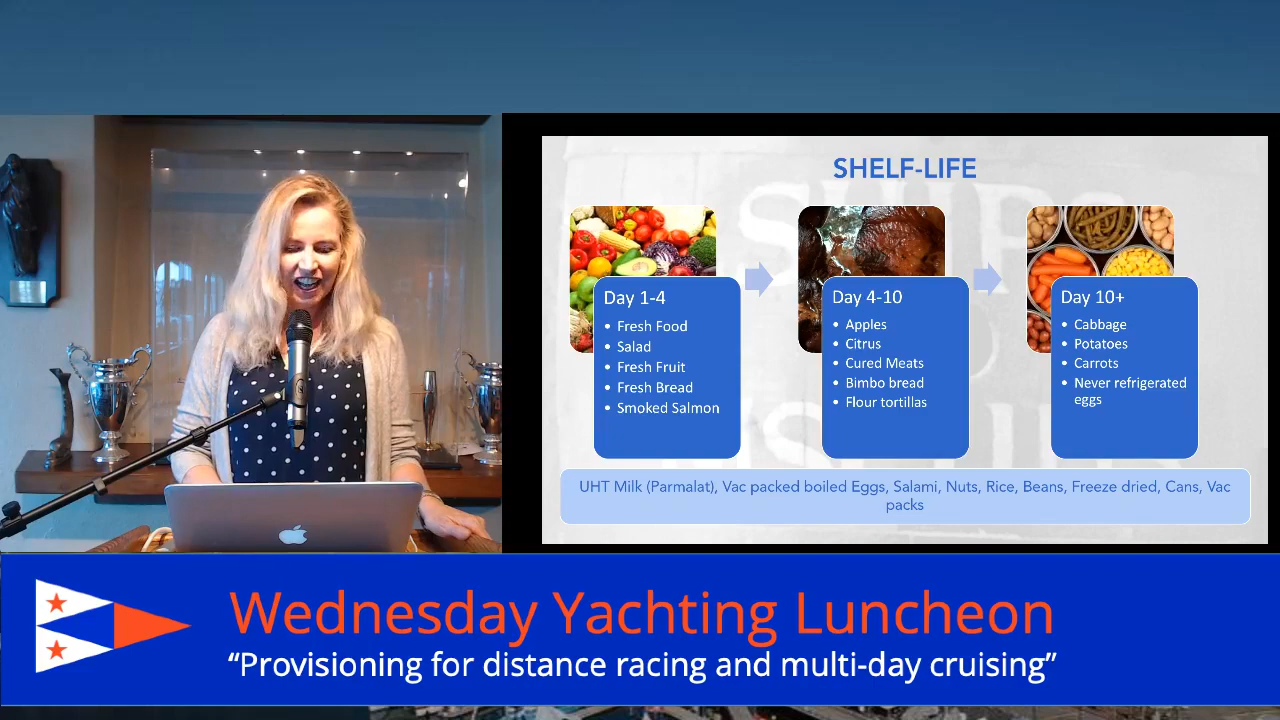 SHELF-LIFE
Day 1-4
• Fresh Food
• Salad
• Fresh Fruit
• Fresh Bread
• Smoked Salmon
Day 4-10
• Apples
• Citrus
• Cured Meats
• Bimbo bread
• Flour tortillas
Day 10+
• Cabbage
• Potatoes
• Carrots
• Never refrigerated
eggs
UHT Milk (Parmalat), Vac packed boiled Eggs, Salami, Nuts, Rice, Beans, Freeze dried, Cans, Vac
packs
Wednesday Yachting Luncheon
“Provisioning for distance racing and multi-day cruising”